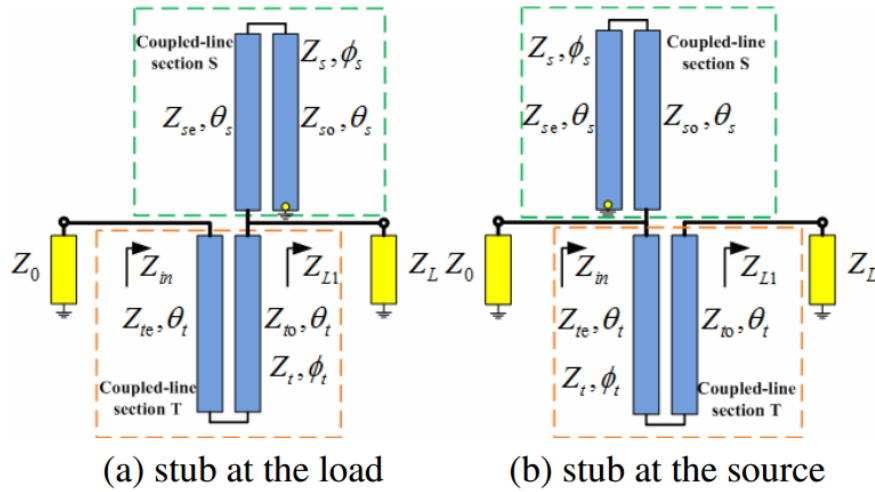 Coupled-line
section S
Z_s, ϕ_s
Z_se, θ_s
Z_so, θ_s
Z_0
Z_in
Z_L1
Z_L
Z_te, θ_t
Z_to, θ_t
Z_t, ϕ_t
Coupled-line
section T
(a) stub at the load
Z_s, ϕ_s
Coupled-line
section S
Z_se, θ_s
Z_so, θ_s
Z_0
Z_in
Z_L1
Z_L
Z_te, θ_t
Z_to, θ_t
Z_t, ϕ_t
Coupled-line
section T
(b) stub at the source